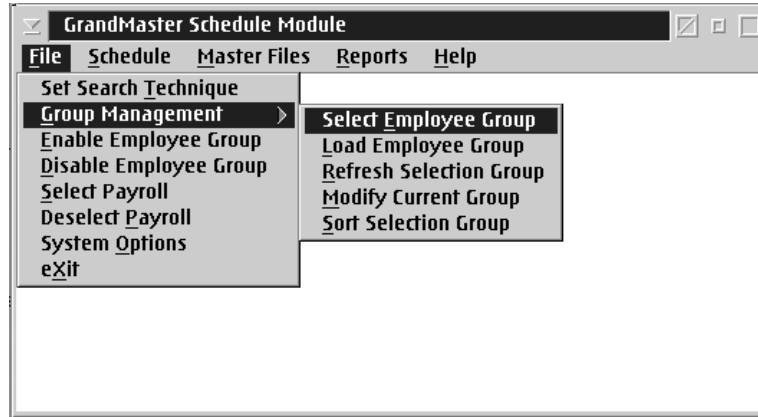 GrandMaster Schedule Module
File Schedule Master Files Reports Help
Set Search Technique
Group Management
Enable Employee Group
Disable Employee Group
Select Payroll
Deselect Payroll
System Options
eXit
Select Employee Group
Load Employee Group
Refresh Selection Group
Modify Current Group
Sort Selection Group